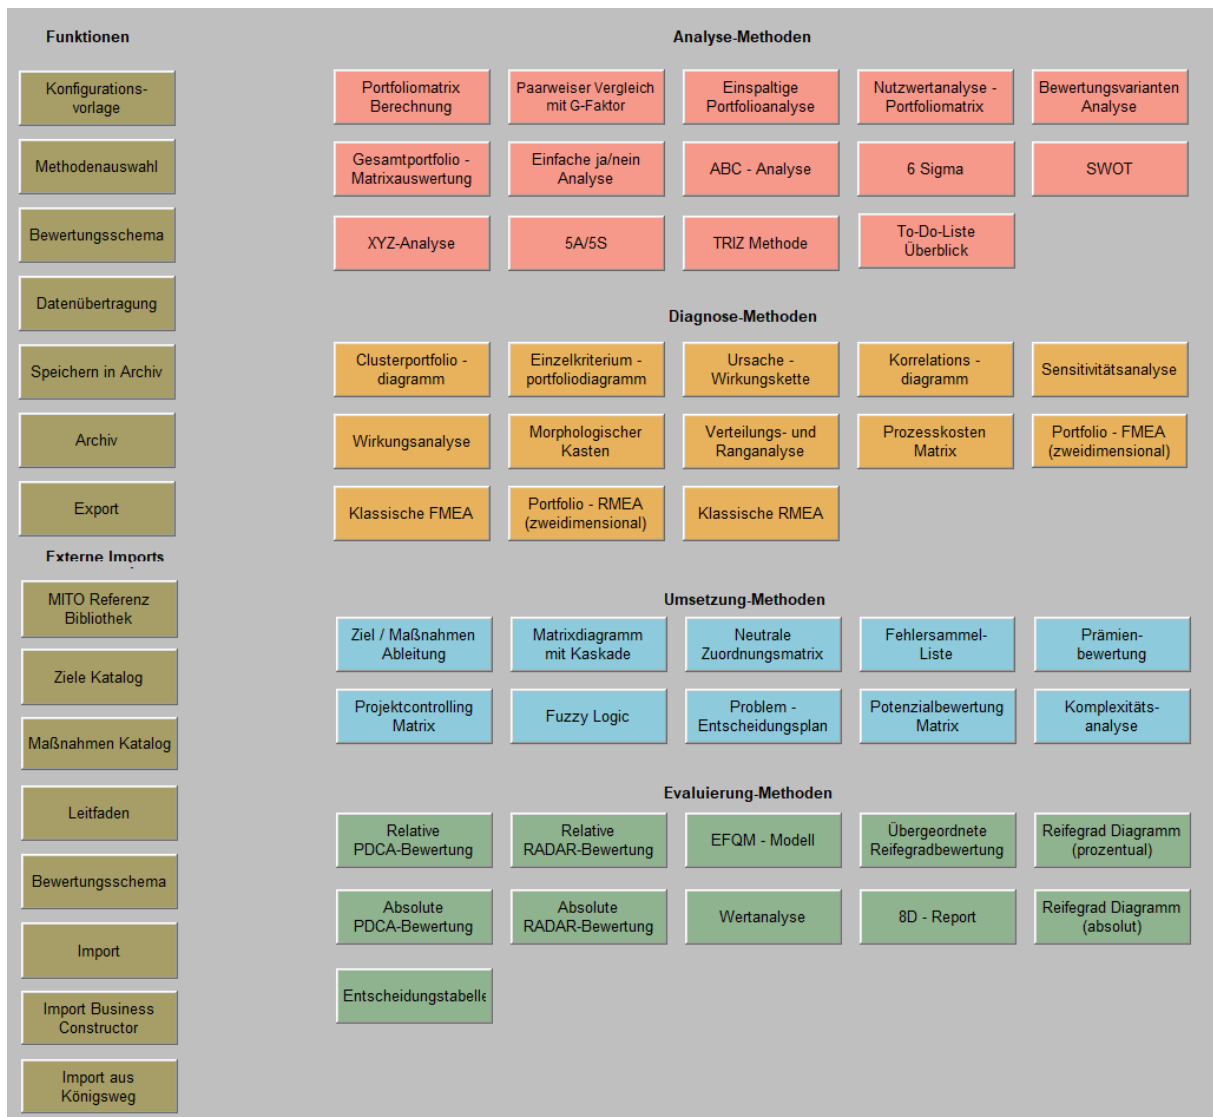 Funktionen
Konfigurations-
vorlage
Methodenauswahl
Bewertungsschema
Datenübertragung
Speichern in Archiv
Archiv
Export
Externe Imports
MITO Referenz
Bibliothek
Ziele Katalog
Maßnahmen Katalog
Leitfaden
Bewertungsschema
Import
Import Business
Constructor
Import aus
Königsweg
Analyse-Methoden
Portfoliomatrix
Berechnung
Paarweiser Vergleich
mit G-Faktor
Einspaltige
Portfolioanalyse
Nutzwertanalyse -
Portfoliomatrix
Bewertungsvarianten
Analyse
Gesamtportfolio -
Matrixauswertung
Einfache ja/nein
Analyse
ABC - Analyse
6 Sigma
SWOT
XYZ-Analyse
5A/5S
TRIZ Methode
To-Do-Liste
Überblick
Diagnose-Methoden
Clusterportfolio -
diagramm
Einzelkriterium -
portfoliodiagramm
Ursache -
Wirkungskette
Korrelations -
diagramm
Sensitivitätsanalyse
Wirkungsanalyse
Morphologischer
Kasten
Verteilungs- und
Ranganalyse
Prozesskosten
Matrix
Portfolio - FMEA
(zweidimensional)
Klassische FMEA
Portfolio - RMEA
(zweidimensional)
Klassische RMEA
Umsetzung-Methoden
Ziel / Maßnahmen
Ableitung
Matrixdiagramm
mit Kaskade
Neutrale
Zuordnungsmatrix
Fehlersammel-
Liste
Prämien-
bewertung
Projektcontrolling
Matrix
Fuzzy Logic
Problem -
Entscheidungsplan
Potenzialbewertung
Matrix
Komplexitäts-
analyse
Evaluierung-Methoden
Relative
PDCA-Bewertung
Relative
RADAR-Bewertung
EFQM - Modell
Übergeordnete
Reifegradbewertung
Reifegrad Diagramm
(prozentual)
Absolute
PDCA-Bewertung
Absolute
RADAR-Bewertung
Wertanalyse
8D - Report
Reifegrad Diagramm
(absolut)
Entscheidungstabelle